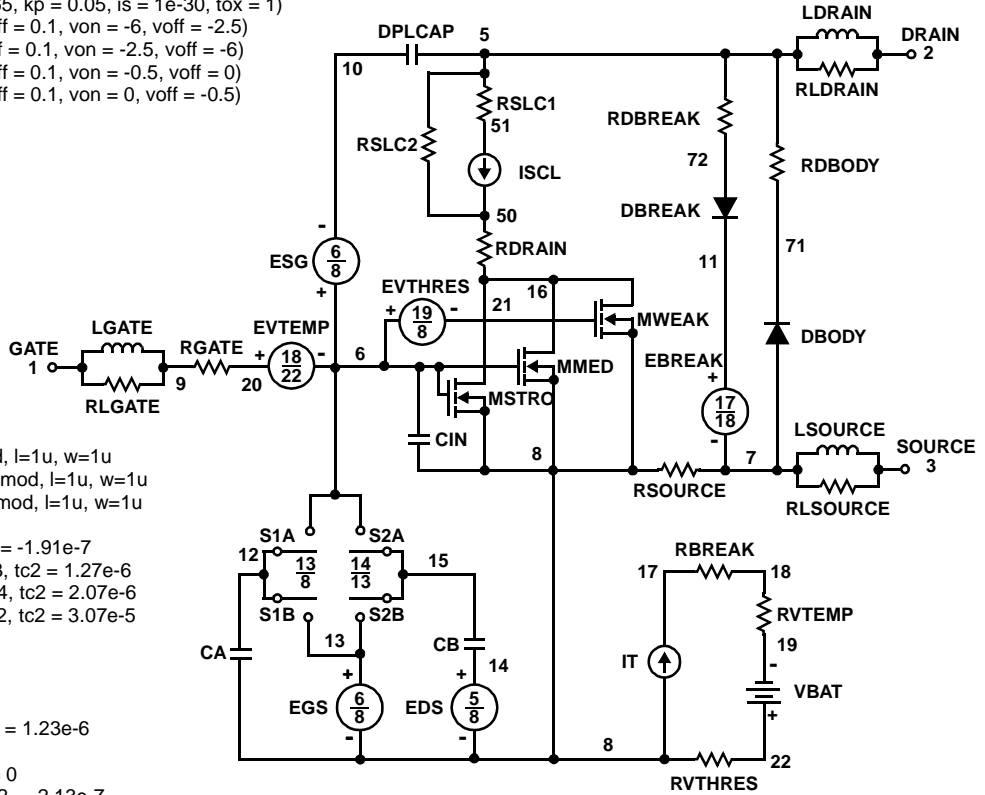 65, kp = 0.05, is = 1e-30, tox = 1)
ff = 0.1, von = -6, voff = -2.5)
f = 0.1, von = -2.5, voff = -6)
ff = 0.1, von = -0.5, voff = 0)
ff = 0.1, von = 0, voff = -0.5)
DPLCAP
5
10
RSLC1
51
RSLC2
ISCL
50
RDRAIN
LDRAIN
DRAIN
2
RLDRAIN
RDBREAK
72
RDBODY
DBREAK
71
11
ESG
6
8
-
+
EVTHRES
+
19
8
-
16
21
MWEAK
LGATE
GATE
1
RLGATE
9
RGATE
20
EVTEMP
+
18
22
-
6
MMED
MSTRO
EBREAK
+
17
18
-
DBODY
CIN
8
7
RSOURCE
LSOURCE
SOURCE
3
RLSOURCE
d, l=1u, w=1u
mod, l=1u, w=1u
nod, l=1u, w=1u
= -1.91e-7
3, tc2 = 1.27e-6
4, tc2 = 2.07e-6
2, tc2 = 3.07e-5
= 1.23e-6
0
S1A
S2A
12
13
8
14
13
15
S1B
S2B
13
CA
CB
14
+
EGS
6
8
-
+
EDS
5
8
-
8
RBREAK
17
18
RVTEMP
19
IT
-
VBAT
+
22
RVTHRES